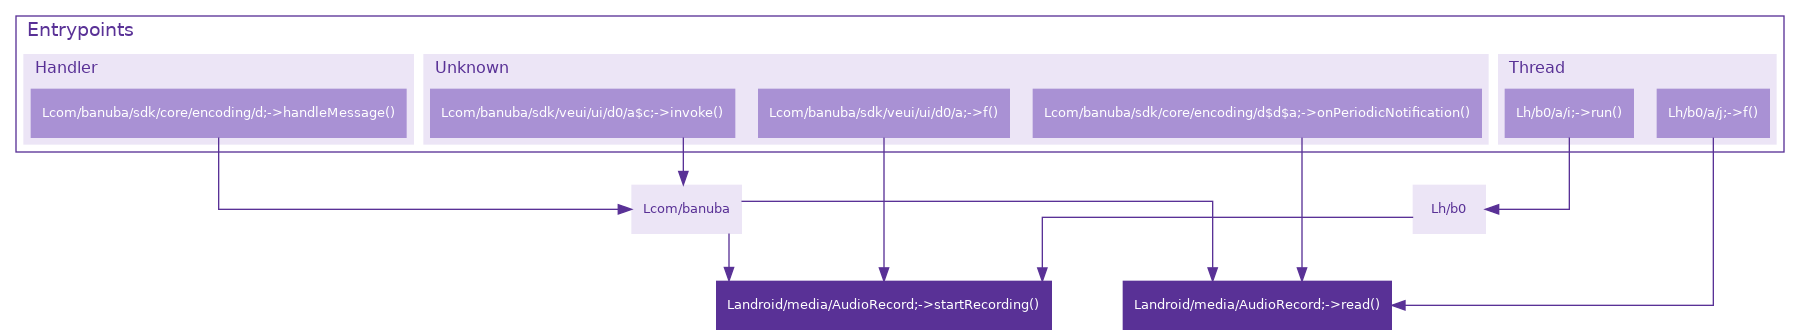 Entrypoints
Handler
Unknown
Thread
Lcom/banuba/sdk/core/encoding/d;->handleMessage()
Lcom/banuba/sdk/veui/ui/d0/a$c;->invoke()
Lcom/banuba/sdk/veui/ui/d0/a;->f()
Lcom/banuba/sdk/core/encoding/d$d$a;->onPeriodicNotification()
Lh/b0/a/i;->run()
Lh/b0/a/j;->f()
Lcom/banuba
Lh/b0
Landroid/media/AudioRecord;->startRecording()
Landroid/media/AudioRecord;->read()